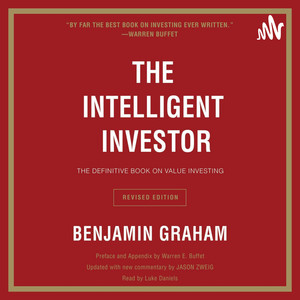 "BY FAR THE BEST BOOK ON INVESTING EVER WRITTEN."
—WARREN BUFFET
THE
INTELLIGENT
INVESTOR
THE DEFINITIVE BOOK ON VALUE INVESTING
REVISED EDITION
BENJAMIN GRAHAM
Preface and Appendix by Warren E. Buffet
Updated with new commentary by JASON ZWEIG
Read by Luke Daniels